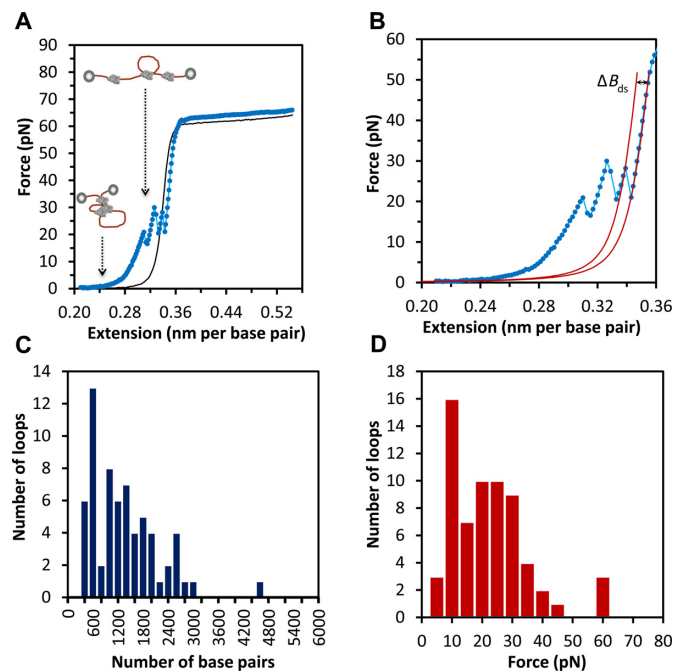 A
90
80
70
60
50
40
30
20
10
0
Force (pN)
0.20 0.28 0.36 0.44 0.52
Extension (nm per base pair)
B
60
50
40
30
20
10
0
Force (pN)
ΔBds
0.20 0.24 0.28 0.32 0.36
Extension (nm per base pair)
C
14
12
10
8
6
4
2
0
Number of loops
0 600 1200 1800 2400 3000 3600 4200 4800 5400 6000
Number of base pairs
D
18
16
14
12
10
8
6
4
2
0
Number of loops
0 10 20 30 40 50 60 70 80
Force (pN)